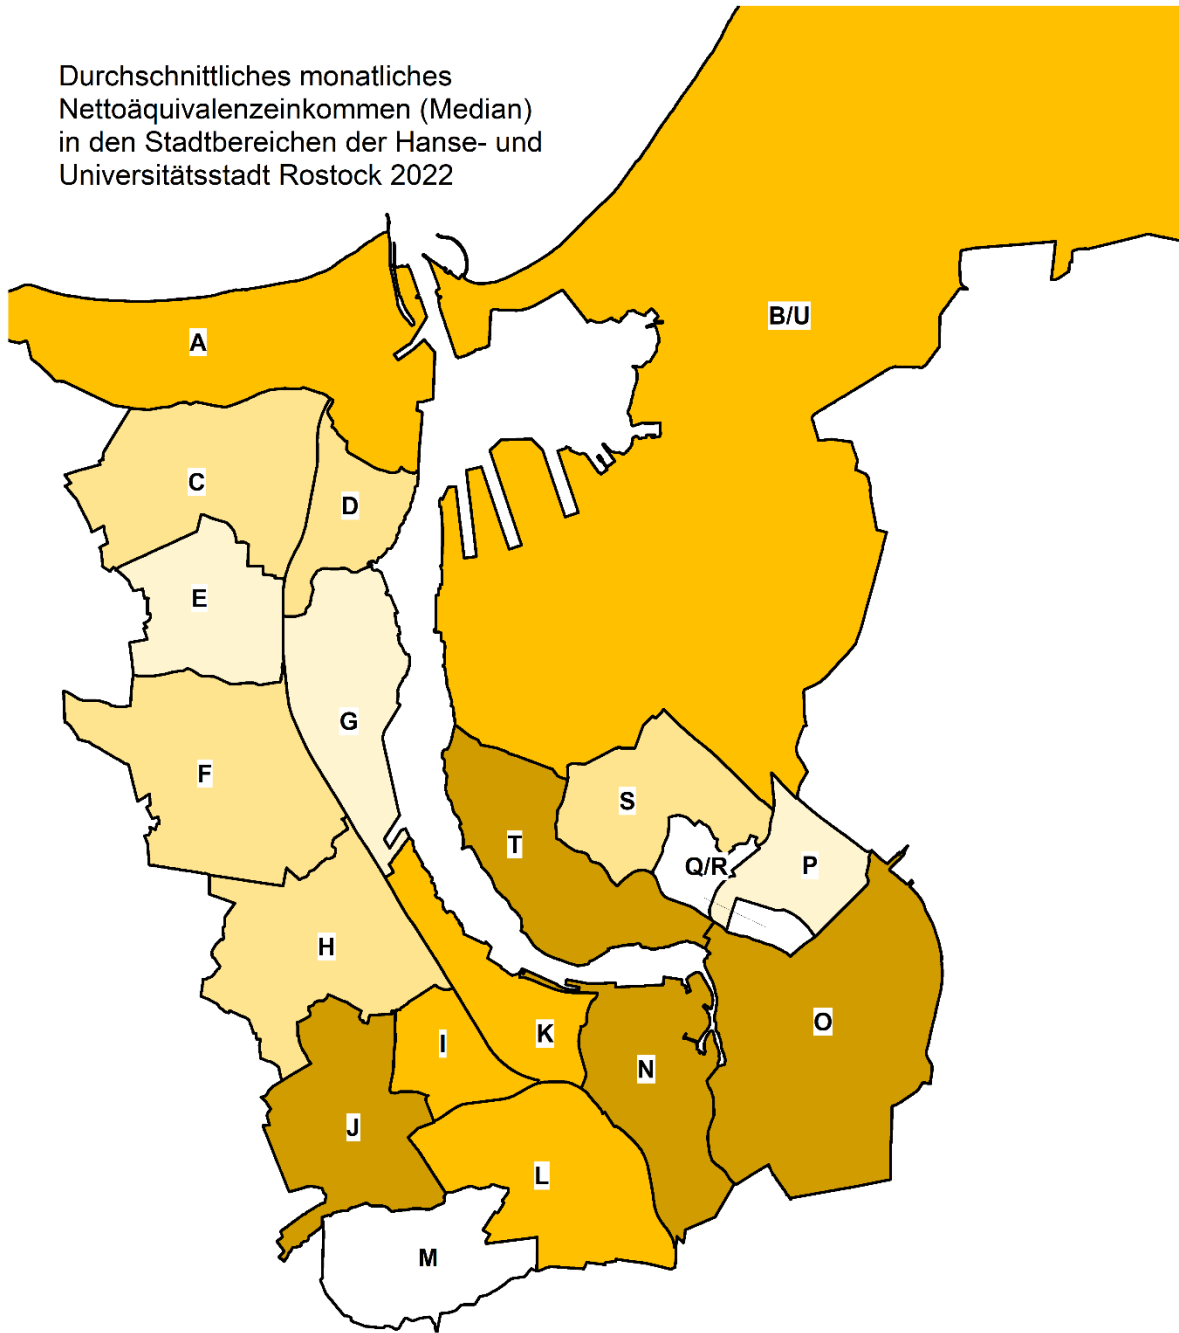 Durchschnittliches monatliches
Nettoäquivalenzeinkommen (Median)
in den Stadtbereichen der Hanse- und
Universitätsstadt Rostock 2022
B/U
A
C
D
E
G
F
S
T
Q/R
P
H
O
K
I
N
J
L
M